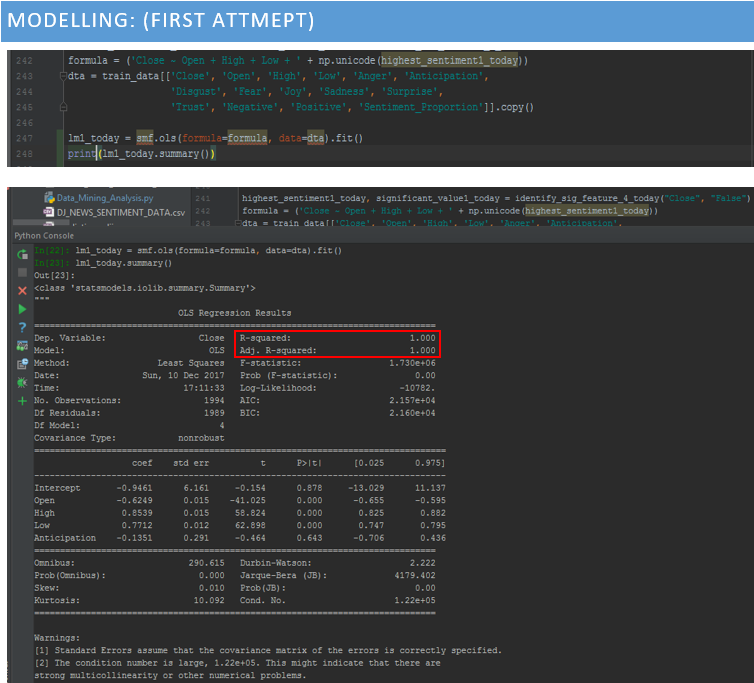 MODELLING: (FIRST ATTMEPT)
242 formula = ('Close ~ Open + High + Low + ' + np.unicode(highest_sentiment1_today))
243 dta = train_data[['Close', 'Open', 'High', 'Low', 'Anger', 'Anticipation',
244 'Disgust', 'Fear', 'Joy', 'Sadness', 'Surprise',
245 'Trust', 'Negative', 'Positive', 'Sentiment_Proportion']].copy()
246
247 lm1_today = smf.ols(formula=formula, data=dta).fit()
248 print(lm1_today.summary())
Data_Mining_Analysis.py
DJ_NEWS_SENTIMENT_DATA.csv
241 highest_sentiment1_today, significant_value1_today = identify_sig_feature_4_today("Close", "False")
242 formula = ('Close ~ Open + High + Low + ' + np.unicode(highest_sentiment1_today))
243 dta = train_data[['Close', 'Open', 'High', 'Low', 'Anger', 'Anticipation',
Python Console
In[22]: lm1_today = smf.ols(formula=formula, data=dta).fit()
In[23]: lm1_today.summary()
Out[23]:
<class 'statsmodels.iolib.summary.Summary'>
"""
OLS Regression Results
==============================================================================
Dep. Variable: Close R-squared: 1.000
Model: OLS Adj. R-squared: 1.000
Method: Least Squares F-statistic: 1.730e+06
Date: Sun, 10 Dec 2017 Prob (F-statistic): 0.00
Time: 17:11:33 Log-Likelihood: -10782.
No. Observations: 1994 AIC: 2.157e+04
Df Residuals: 1989 BIC: 2.160e+04
Df Model: 4
Covariance Type: nonrobust
================================================================================
coef std err t P>|t| [0.025 0.975]
--------------------------------------------------------------------------------
Intercept -0.9461 6.161 -0.154 0.878 -13.029 11.137
Open -0.6249 0.015 -41.025 0.000 -0.655 -0.595
High 0.8539 0.015 58.824 0.000 0.825 0.882
Low 0.7712 0.012 62.898 0.000 0.747 0.795
Anticipation -0.1351 0.291 -0.464 0.643 -0.706 0.436
==============================================================================
Omnibus: 290.615 Durbin-Watson: 2.222
Prob(Omnibus): 0.000 Jarque-Bera (JB): 4179.402
Skew: 0.010 Prob(JB): 0.00
Kurtosis: 10.092 Cond. No. 1.22e+05
==============================================================================
Warnings:
[1] Standard Errors assume that the covariance matrix of the errors is correctly specified.
[2] The condition number is large, 1.22e+05. This might indicate that there are
strong multicollinearity or other numerical problems.